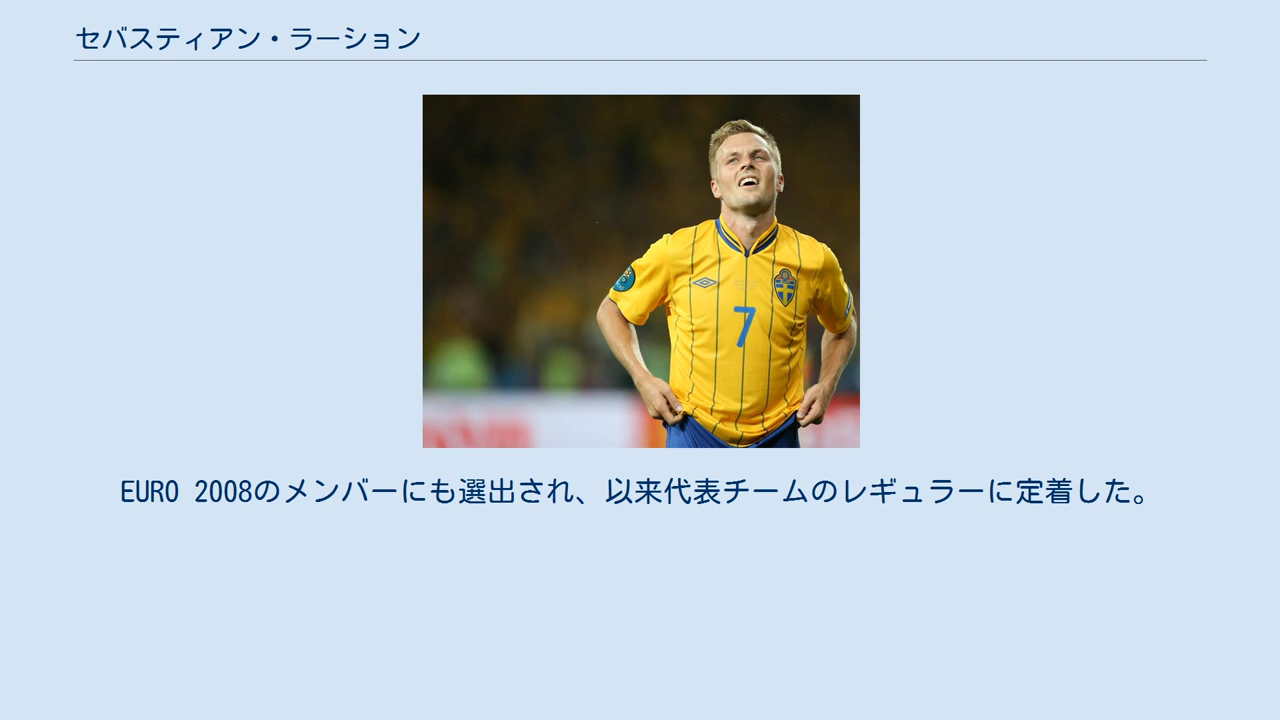 セバスティアン・ラーション
7
EURO 2008のメンバーにも選出され、以来代表チームのレギュラーに定着した。